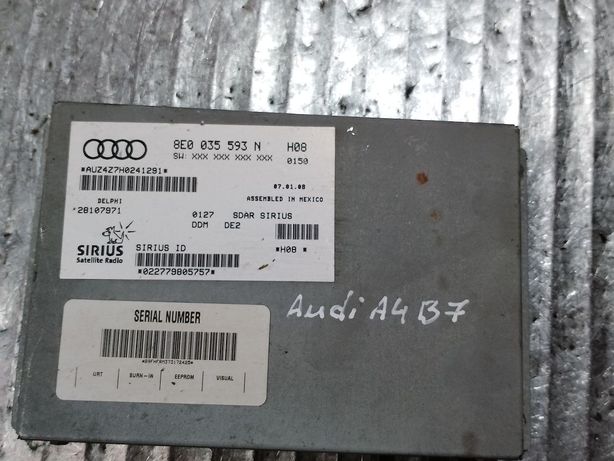 8E0 035 593 N H08
SW: XXX XXX XXX XXX 0150
*AUZ4Z7H0241291*
07.01.08
ASSEMBLED IN MEXICO
DELPHI
*28107971 0127 SDAR SIRIUS
DDM DE2
SIRIUS
Satellite Radio
SIRIUS ID *H08 *
*022779805757*
Audi A4 B7
SERIAL NUMBER
URT BURN-IN EEPROM VISUAL